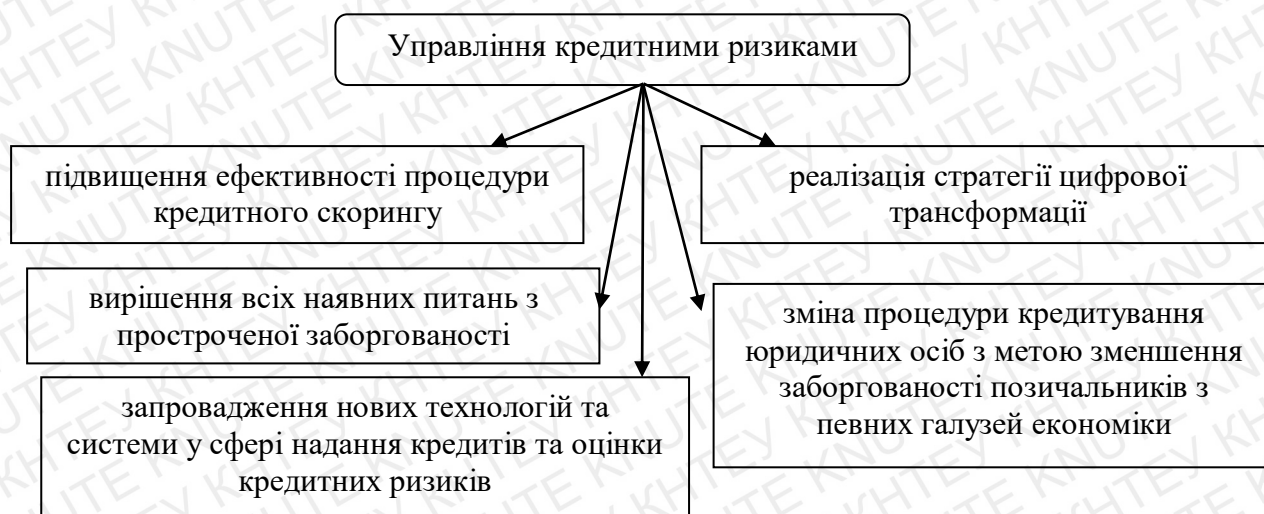 Управління кредитними ризиками
підвищення ефективності процедури
кредитного скорингу
реалізація стратегії цифрової
трансформації
вирішення всіх наявних питань з
простроченої заборгованості
зміна процедури кредитування
юридичних осіб з метою зменшення
заборгованості позичальників з
певних галузей економіки
запровадження нових технологій та
системи у сфері надання кредитів та оцінки
кредитних ризиків